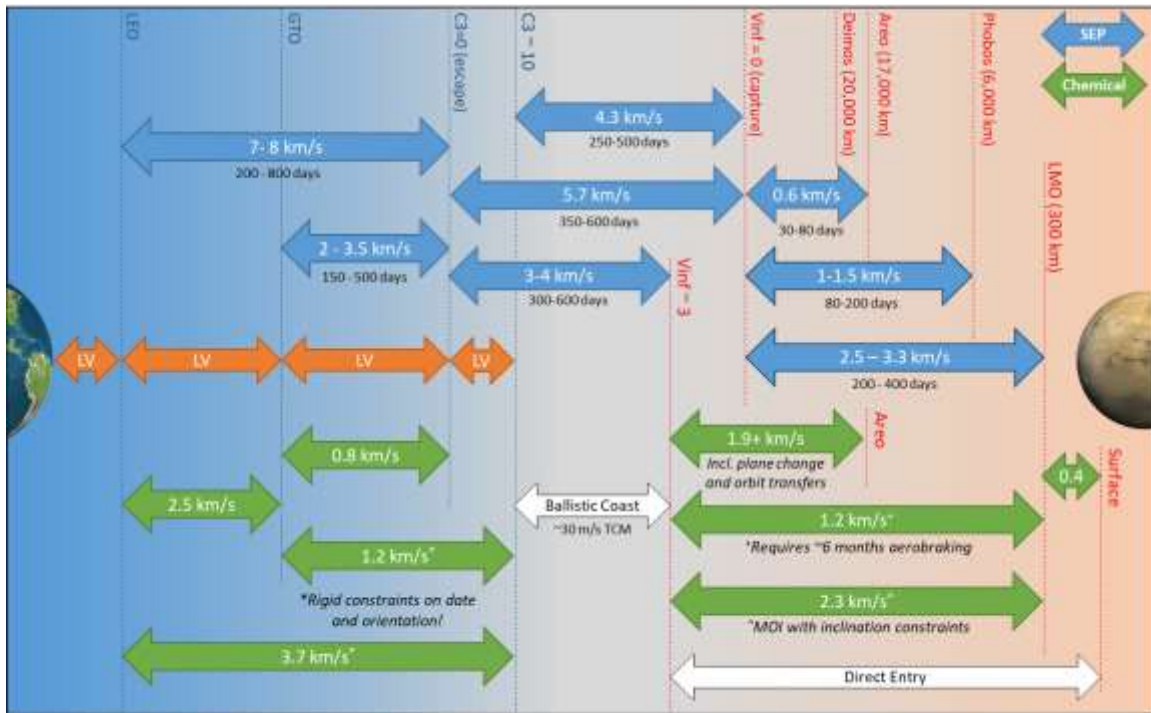 LEO
GTO
C3=0 (escape)
C3 ~ 10
Vinf = 0 (capture)
Deimos (20,000 km)
Areo (17,000 km)
Phobos (6,000 km)
SEP
Chemical
4.3 km/s
250-500 days
7- 8 km/s
200 - 800 days
LMO (300 km)
5.7 km/s
350-600 days
0.6 km/s
30-80 days
2 - 3.5 km/s
150 - 500 days
3-4 km/s
300-600 days
Vinf ~ 3
1-1.5 km/s
80-200 days
LV
LV
LV
LV
2.5 – 3.3 km/s
200 - 400 days
0.8 km/s
1.9+ km/s
Incl. plane change
and orbit transfers
Areo
Surface
0.4
2.5 km/s
Ballistic Coast
~30 m/s TCM
1.2 km/s+
+Requires ~6 months aerobraking
1.2 km/s*
*Rigid constraints on date
and orientation!
2.3 km/s^
^MOI with inclination constraints
3.7 km/s*
Direct Entry